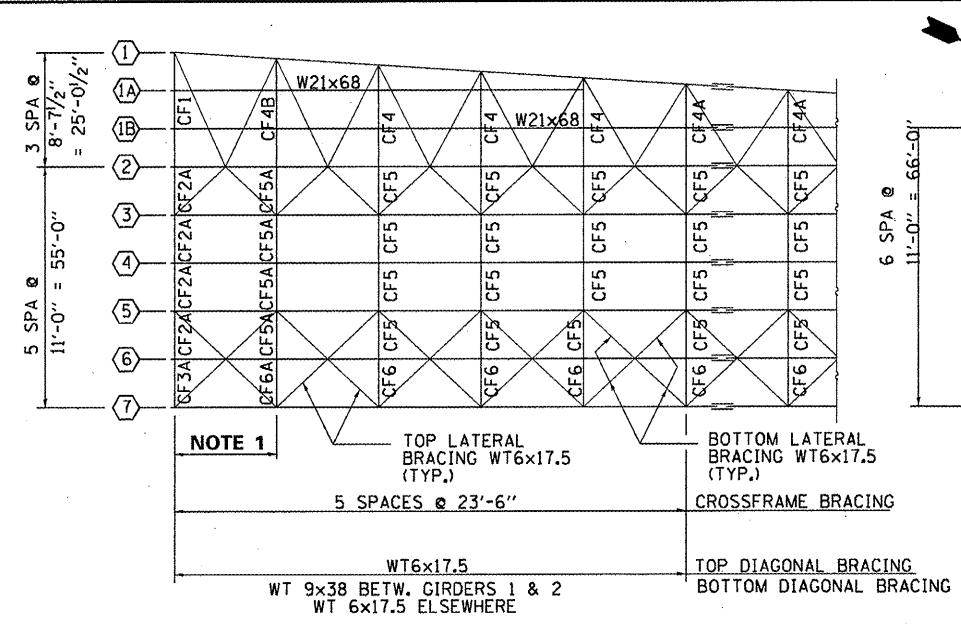 3 SPA @
8'-7 1/2"
= 25'-0 1/2"
5 SPA @
11'-0" = 55'-0"
1
1A
1B
2
3
4
5
6
7
W21x68
W21x68
CF1
CF4B
CF4
CF4
CF4
CF4A
CF4A
CF2A
CF5A
CF5
CF5
CF5
CF5
CF5
CF2A
CF5A
CF5
CF5
CF5
CF5
CF5
CF2A
CF5A
CF5
CF5
CF5
CF5
CF5
CF2A
CF5A
CF5
CF5
CF5
CF5
CF5
CF3A
CF6A
CF6
CF6
CF6
CF6
CF6
6 SPA @
11'-0" = 66'-0"
NOTE 1
TOP LATERAL
BRACING WT6x17.5
(TYP.)
BOTTOM LATERAL
BRACING WT6x17.5
(TYP.)
5 SPACES @ 23'-6"
CROSSFRAME BRACING
WT6x17.5
TOP DIAGONAL BRACING
WT 9x38 BETW. GIRDERS 1 & 2
WT 6x17.5 ELSEWHERE
BOTTOM DIAGONAL BRACING